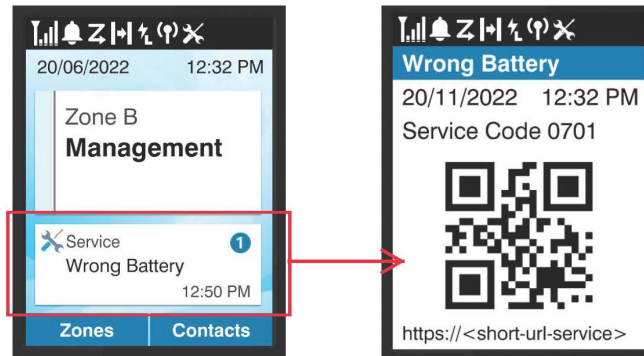 20/06/2022 12:32 PM
Zone B
Management
Service 1
Wrong Battery
12:50 PM
Zones Contacts
Wrong Battery
20/11/2022 12:32 PM
Service Code 0701
https://<short-url-service>